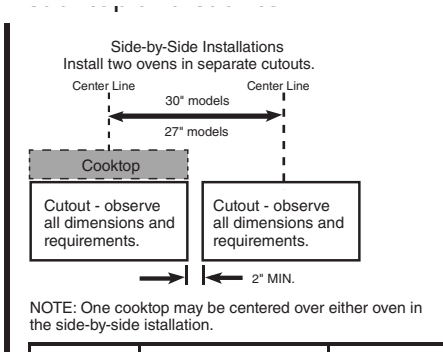 Side-by-Side Installations
Install two ovens in separate cutouts.
Center Line
Center Line
30" models
27" models
Cooktop
Cutout - observe
all dimensions and
requirements.
Cutout - observe
all dimensions and
requirements.
2" MIN.
NOTE: One cooktop may be centered over either oven in
the side-by-side istallation.